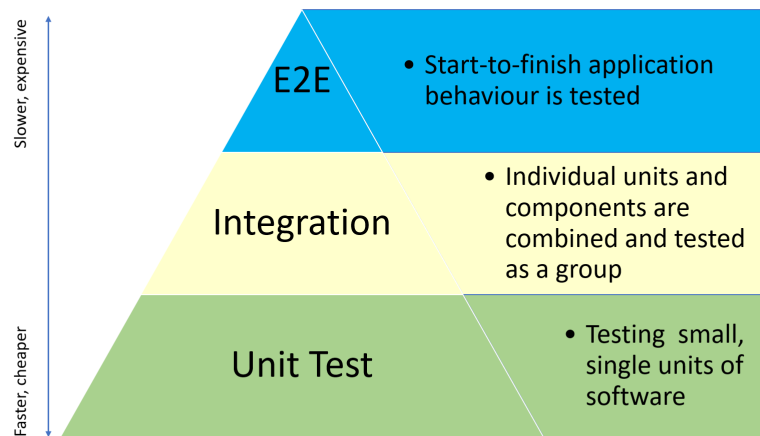 Slower, expensive
E2E
• Start-to-finish application
behaviour is tested
Integration
• Individual units and
components are
combined and tested
as a group
Faster, cheaper
Unit Test
• Testing small,
single units of
software